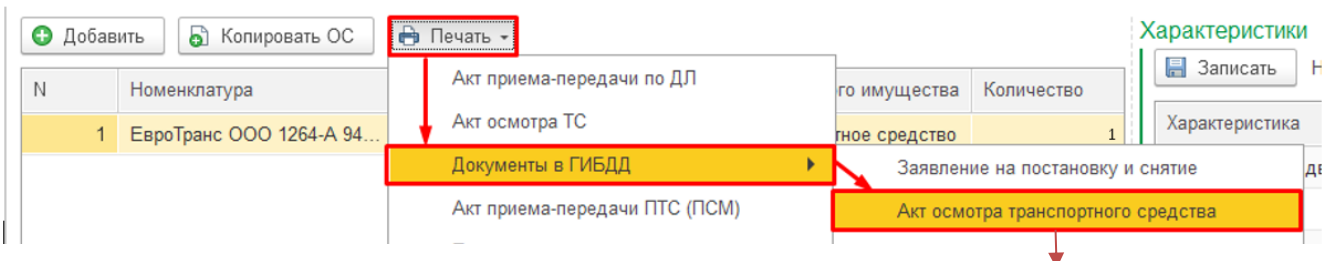 Добавить
Копировать ОС
Печать
Характеристики
Записать
N
Номенклатура
Акт приема-передачи по ДЛ
имущества
Количество
Характеристика
Акт осмотра ТС
1
ЕвроТранс ООО 1264-А 94...
средство
1
Документы в ГИБДД
Заявление на постановку и снятие
Акт приема-передачи ПТС (ПСМ)
Акт осмотра транспортного средства